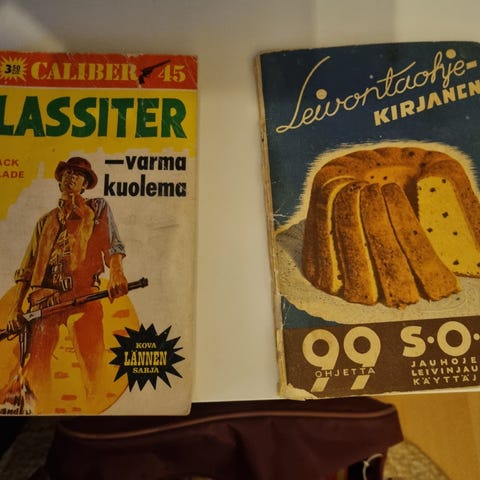 3 50
CALIBER 45
LASSITER
ACK
LADE
—varma
kuolema
KOVA
LÄNNEN
SARJA
Leivontaohje-
KIRJANEN
99
OHJETTA
S.O.
JAUHOJE
LEIVINJAU
KÄYTTÄJ